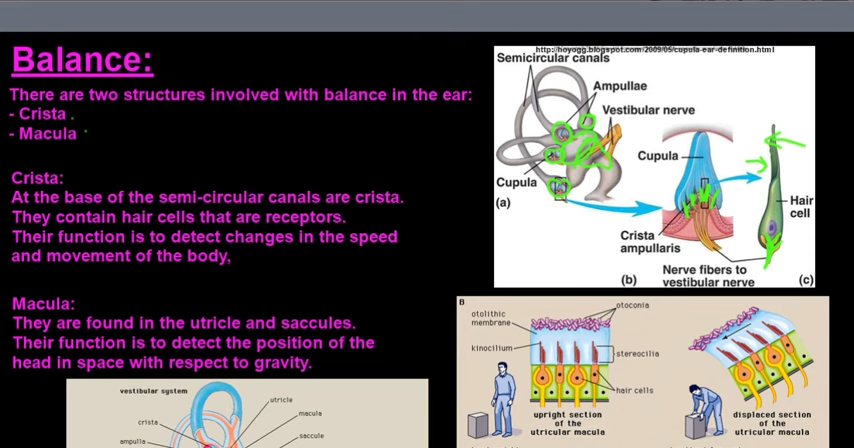 Balance:
There are two structures involved with balance in the ear:
- Crista
- Macula
Crista:
At the base of the semi-circular canals are crista.
They contain hair cells that are receptors.
Their function is to detect changes in the speed
and movement of the body,
Macula:
They are found in the utricle and saccules.
Their function is to detect the position of the
head in space with respect to gravity.
http://hoyogg.blogspot.com/2009/05/cupula-ear-definition.html
Semicircular canals
Ampullae
Vestibular nerve
Cupula
Cupula
(a)
Hair
cell
Crista
ampullaris
(b)
Nerve fibers to
vestibular nerve
(c)
B
otoconia
otolithic
membrane
kinocilium
stereocilia
hair cells
upright section
of the
utricular macula
displaced section
of the
utricular macula
vestibular system
utricle
macula
crista
saccule
ampulla